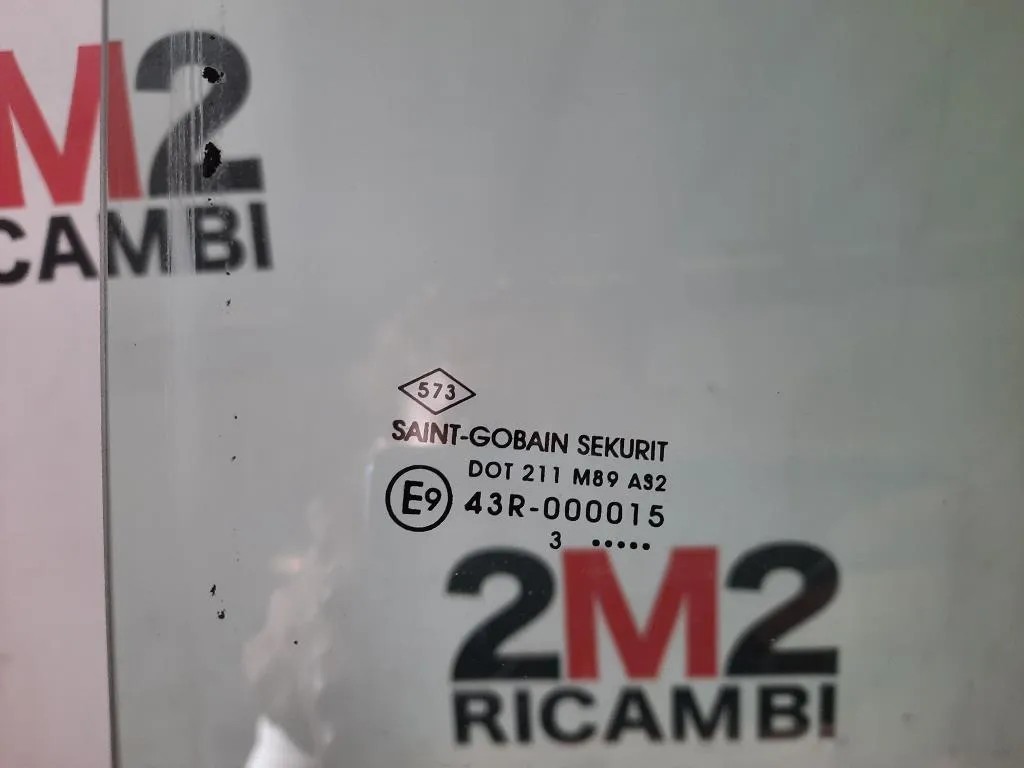 M2
CAMBI
573
SAINT-GOBAIN SEKURIT
DOT 211 M89 AS2
E9 43R-000015
3 •••••
2M2
RICAMBI